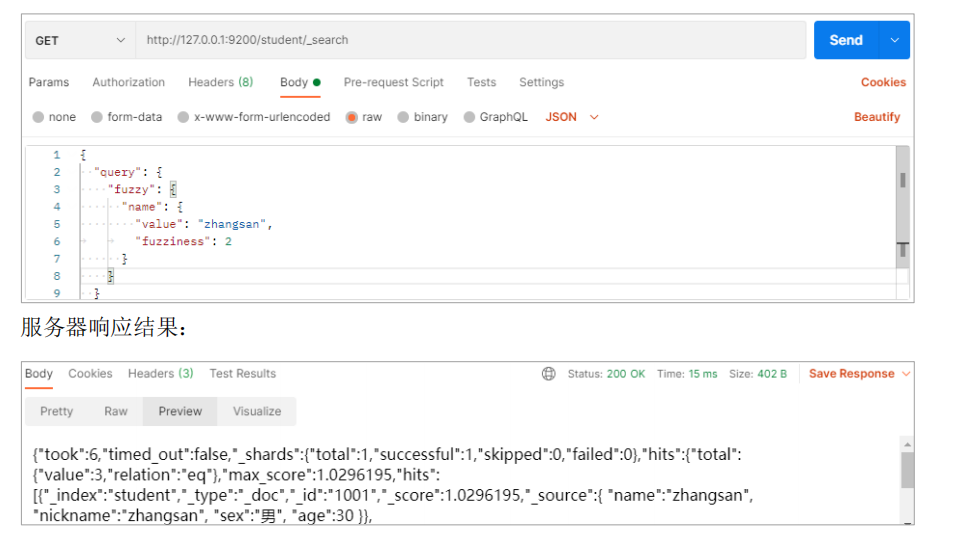 GET http://127.0.0.1:9200/student/_search Send
Params Authorization Headers (8) Body Pre-request Script Tests Settings Cookies
none form-data x-www-form-urlencoded raw binary GraphQL JSON Beautify
1 {
2 "query": {
3 "fuzzy": {
4 "name": {
5 "value": "zhangsan",
6 "fuzziness": 2
7 }
8 }
9 }
服务器响应结果：
Body Cookies Headers (3) Test Results Status: 200 OK Time: 15 ms Size: 402 B Save Response
Pretty Raw Preview Visualize
{"took":6,"timed_out":false,"_shards":{"total":1,"successful":1,"skipped":0,"failed":0},"hits":{"total":
{"value":3,"relation":"eq"},"max_score":1.0296195,"hits":
[{"_index":"student","_type":"_doc","_id":"1001","_score":1.0296195,"_source":{ "name":"zhangsan",
"nickname":"zhangsan", "sex":"男", "age":30 }},